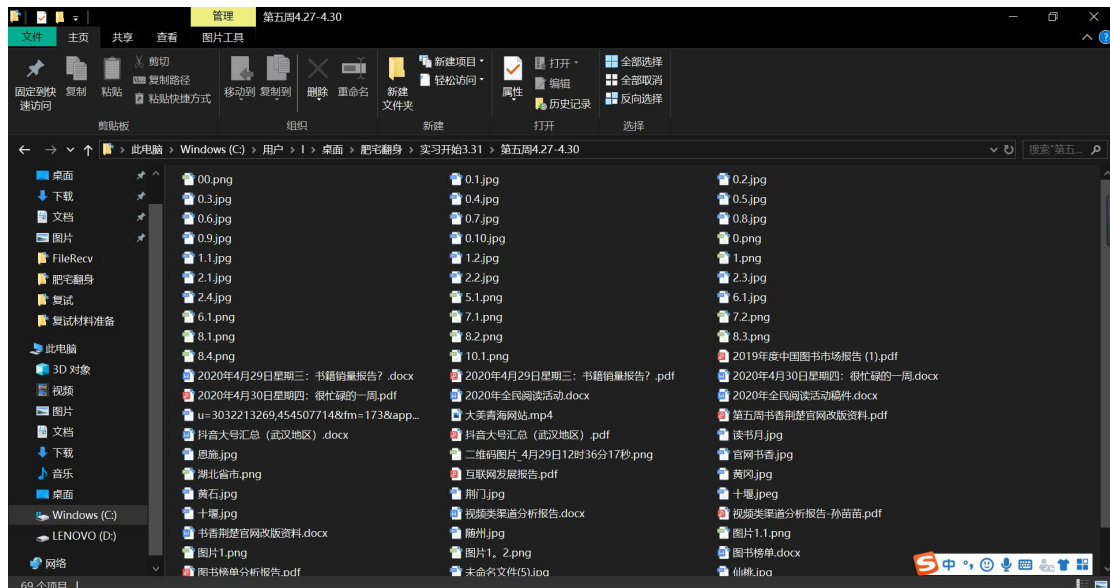 管理 第五周4.27-4.30
文件 主页 共享 查看 图片工具
固定到快速访问 复制 粘贴 剪切 复制路径 粘贴快捷方式 移动到 复制到 删除 重命名 新建文件夹 新建项目 轻松访问 属性 打开 编辑 历史记录 全部选择 全部取消 反向选择
剪贴板 组织 新建 打开 选择
此电脑 > Windows (C:) > 用户 > l > 桌面 > 肥宅翻身 > 实习开始3.31 > 第五周4.27-4.30 搜索"第五...
桌面
下载
文档
图片
FileRecv
肥宅翻身
复试
复试材料准备
此电脑
3D 对象
视频
图片
文档
下载
音乐
桌面
Windows (C:)
LENOVO (D:)
网络
00.png 0.1.jpg 0.2.jpg
0.3.jpg 0.4.jpg 0.5.jpg
0.6.jpg 0.7.jpg 0.8.jpg
0.9.jpg 0.10.jpg 0.png
1.1.jpg 1.2.jpg 1.png
2.1.jpg 2.2.jpg 2.3.jpg
2.4.jpg 5.1.png 6.1.jpg
6.1.png 7.1.png 7.2.png
8.1.png 8.2.png 8.3.png
8.4.png 10.1.png 2019年度中国图书市场报告 (1).pdf
2020年4月29日星期三：书籍销量报告？.docx 2020年4月29日星期三：书籍销量报告？.pdf 2020年4月30日星期四：很忙碌的一周.docx
2020年4月30日星期四：很忙碌的一周.pdf 2020年全民阅读活动.docx 2020年全民阅读活动稿件.docx
u=3032213269,454507714&fm=173&app... 大美青海网站.mp4 第五周书香荆楚官网改版资料.pdf
抖音大号汇总（武汉地区）.docx 抖音大号汇总（武汉地区）.pdf 读书月.jpg
恩施.jpg 二维码图片_4月29日12时36分17秒.png 官网书香.jpg
湖北省市.png 互联网发展报告.pdf 黄冈.jpg
黄石.jpg 荆门.jpg 十堰.jpeg
十堰.jpg 视频类渠道分析报告.docx 视频类渠道分析报告-孙苗苗.pdf
书香荆楚官网改版资料.docx 随州.jpg 图片1.1.png
图片1.png 图片1。2.png 图书榜单.docx
图书榜单分析报告.pdf 未命名文件(5).jpg 仙桃.jpg
中
69 个项目